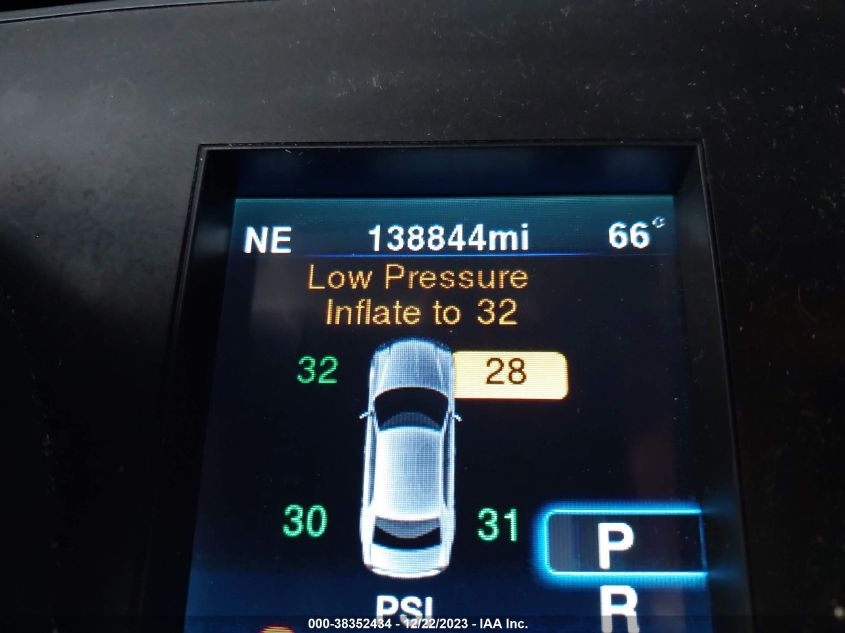 NE 138844mi 66°
Low Pressure
Inflate to 32
32 28
30 31
P
PSI R
000-38352434 - 12/22/2023 - IAA Inc.